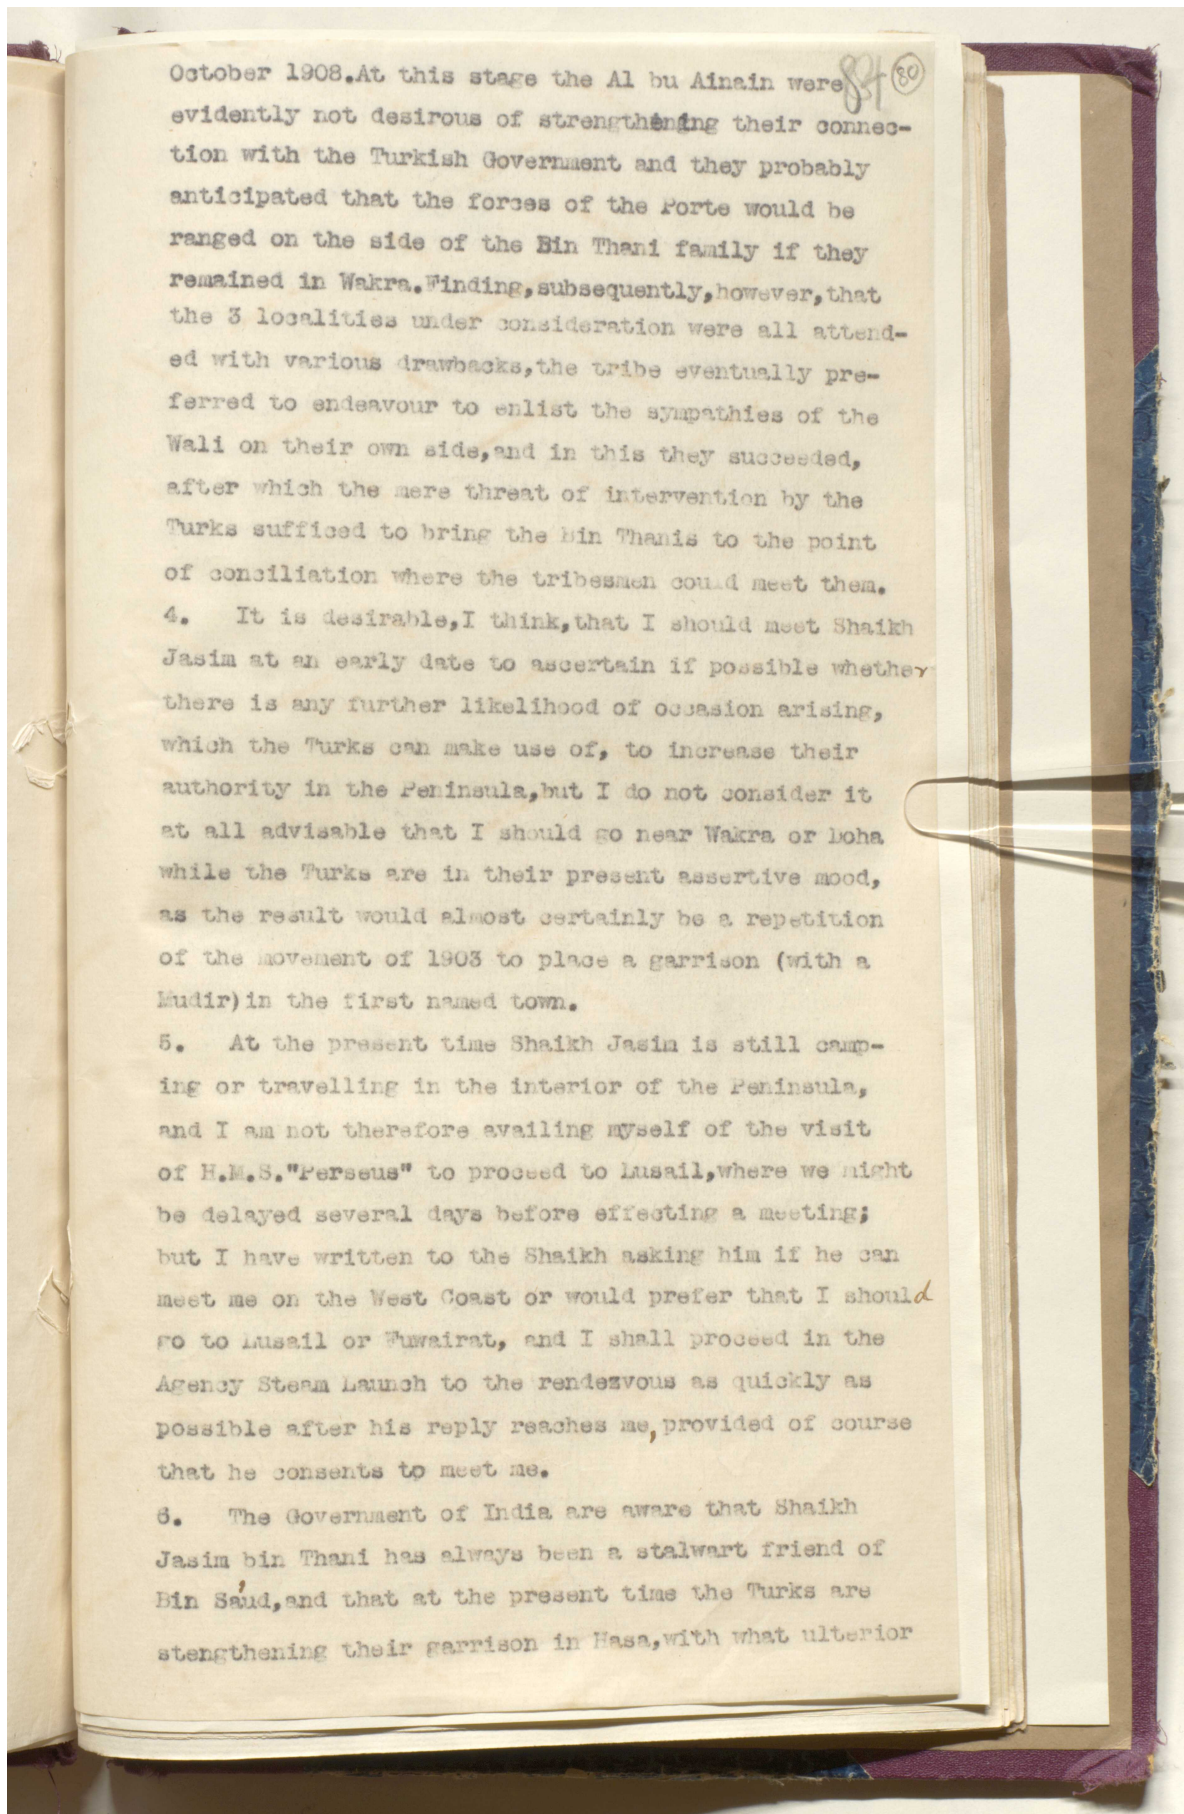 84 80
October 1908.At this stage the Al bu Ainain were
evidently not desirous of strengthening their connec-
tion with the Turkish Government and they probably
anticipated that the forces of the Porte would be
ranged on the side of the Bin Thani family if they
remained in Wakra.Finding,subsequently,however,that
the 3 localities under consideration were all attend-
ed with various drawbacks,the tribe eventually pre-
ferred to endeavour to enlist the sympathies of the
Wali on their own side,and in this they succeeded,
after which the mere threat of intervention by the
Turks sufficed to bring the Bin Thanis to the point
of conciliation where the tribesmen could meet them.
4. It is desirable,I think,that I should meet Shaikh
Jasim at an early date to ascertain if possible whether
there is any further likelihood of occasion arising,
which the Turks can make use of, to increase their
authority in the Peninsula,but I do not consider it
at all advisable that I should go near Wakra or Doha
while the Turks are in their present assertive mood,
as the result would almost certainly be a repetition
of the movement of 1903 to place a garrison (with a
Mudir)in the first named town.
5. At the present time Shaikh Jasim is still camp-
ing or travelling in the interior of the Peninsula,
and I am not therefore availing myself of the visit
of H.M.S."Perseus" to proceed to Lusail,where we might
be delayed several days before effecting a meeting;
but I have written to the Shaikh asking him if he can
meet me on the West Coast or would prefer that I should
go to Lusail or Fuwairat, and I shall proceed in the
Agency Steam Launch to the rendezvous as quickly as
possible after his reply reaches me,provided of course
that he consents to meet me.
6. The Government of India are aware that Shaikh
Jasim bin Thani has always been a stalwart friend of
Bin Sa'ud,and that at the present time the Turks are
stengthening their garrison in Hasa,with what ulterior